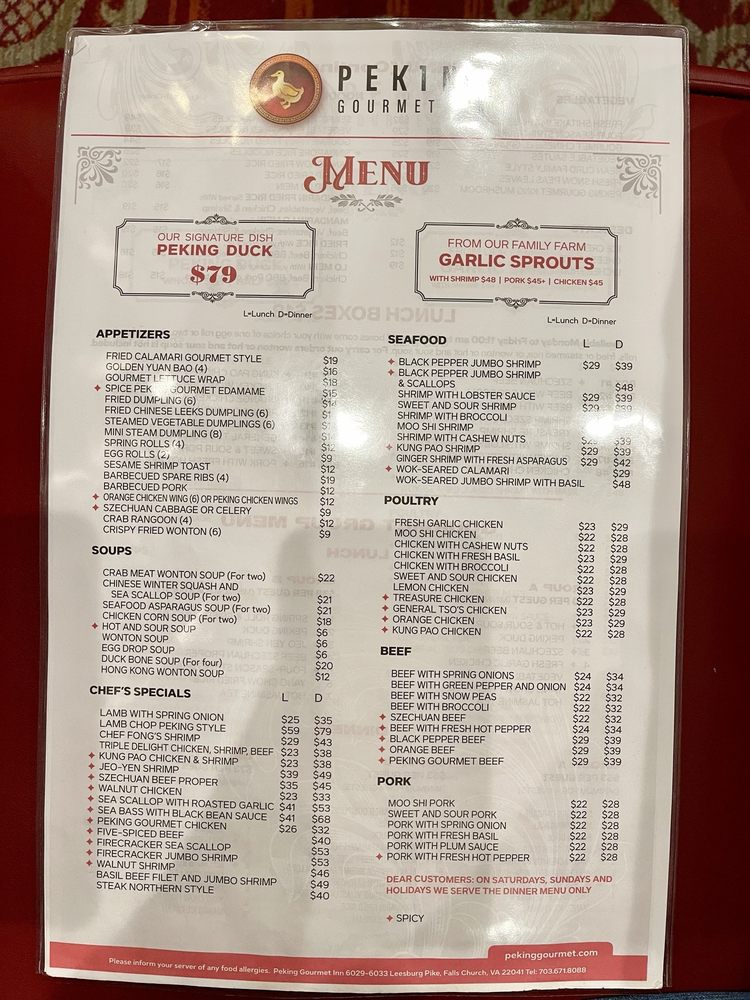 PEKIN
GOURMET
MENU
OUR SIGNATURE DISH
PEKING DUCK
$79
FROM OUR FAMILY FARM
GARLIC SPROUTS
WITH SHRIMP $48 | PORK $45+ | CHICKEN $45
L=Lunch D=Dinner
APPETIZERS
FRIED CALAMARI GOURMET STYLE $19
GOLDEN YUAN BAO (4) $16
GOURMET LETTUCE WRAP $18
SPICE PEK GOURMET EDAMAME $15
FRIED DUMPLING (6)
FRIED CHINESE LEEKS DUMPLING (6)
STEAMED VEGETABLE DUMPLINGS (6)
MINI STEAM DUMPLING (8)
SPRING ROLLS (4) $12
EGG ROLLS (2) $9
SESAME SHRIMP TOAST $12
BARBECUED SPARE RIBS (4) $19
BARBECUED PORK $12
ORANGE CHICKEN WING (6) OR PEKING CHICKEN WINGS $12
SZECHUAN CABBAGE OR CELERY $9
CRAB RANGOON (4) $12
CRISPY FRIED WONTON (6) $9
SOUPS
CRAB MEAT WONTON SOUP (For two) $22
CHINESE WINTER SQUASH AND
SEA SCALLOP SOUP (For two) $21
SEAFOOD ASPARAGUS SOUP (For two) $21
CHICKEN CORN SOUP (For two) $18
HOT AND SOUR SOUP $6
WONTON SOUP $6
EGG DROP SOUP $6
DUCK BONE SOUP (For four) $20
HONG KONG WONTON SOUP $12
CHEF'S SPECIALS L D
LAMB WITH SPRING ONION $25 $35
LAMB CHOP PEKING STYLE $59 $79
CHEF FONG'S SHRIMP $29 $43
TRIPLE DELIGHT CHICKEN, SHRIMP, BEEF $23 $38
KUNG PAO CHICKEN & SHRIMP $23 $38
JEO-YEN SHRIMP $39 $49
SZECHUAN BEEF PROPER $35 $45
WALNUT CHICKEN $23 $33
SEA SCALLOP WITH ROASTED GARLIC $41 $53
SEA BASS WITH BLACK BEAN SAUCE $41 $68
PEKING GOURMET CHICKEN $26 $32
FIVE-SPICED BEEF $40
FIRECRACKER SEA SCALLOP $53
FIRECRACKER JUMBO SHRIMP $53
WALNUT SHRIMP $46
BASIL BEEF FILET AND JUMBO SHRIMP $49
STEAK NORTHERN STYLE $40
L=Lunch D=Dinner
SEAFOOD L D
BLACK PEPPER JUMBO SHRIMP $29 $39
BLACK PEPPER JUMBO SHRIMP
& SCALLOPS $48
SHRIMP WITH LOBSTER SAUCE $29 $39
SWEET AND SOUR SHRIMP $29 $39
SHRIMP WITH BROCCOLI
MOO SHI SHRIMP
SHRIMP WITH CASHEW NUTS $39
KUNG PAO SHRIMP $29 $39
GINGER SHRIMP WITH FRESH ASPARAGUS $29 $42
WOK-SEARED CALAMARI $29
WOK-SEARED JUMBO SHRIMP WITH BASIL $48
POULTRY
FRESH GARLIC CHICKEN $23 $29
MOO SHI CHICKEN $22 $28
CHICKEN WITH CASHEW NUTS $22 $28
CHICKEN WITH FRESH BASIL $23 $29
CHICKEN WITH BROCCOLI $22 $28
SWEET AND SOUR CHICKEN $22 $28
LEMON CHICKEN $23 $29
TREASURE CHICKEN $22 $28
GENERAL TSO'S CHICKEN $23 $29
ORANGE CHICKEN $23 $29
KUNG PAO CHICKEN $22 $28
BEEF
BEEF WITH SPRING ONIONS $24 $34
BEEF WITH GREEN PEPPER AND ONION $24 $34
BEEF WITH SNOW PEAS $22 $32
BEEF WITH BROCCOLI $22 $32
SZECHUAN BEEF $22 $32
BEEF WITH FRESH HOT PEPPER $24 $34
BLACK PEPPER BEEF $29 $39
ORANGE BEEF $29 $39
PEKING GOURMET BEEF $29 $39
PORK
MOO SHI PORK $22 $28
SWEET AND SOUR PORK $22 $28
PORK WITH SPRING ONION $22 $28
PORK WITH FRESH BASIL $22 $28
PORK WITH PLUM SAUCE $22 $28
PORK WITH FRESH HOT PEPPER $22 $28
DEAR CUSTOMERS: ON SATURDAYS, SUNDAYS AND
HOLIDAYS WE SERVE THE DINNER MENU ONLY
SPICY
pekinggourmet.com
Please inform your server of any food allergies. Peking Gourmet Inn 6029-6033 Leesburg Pike, Falls Church, VA 22041 Tel: 703.671.8088